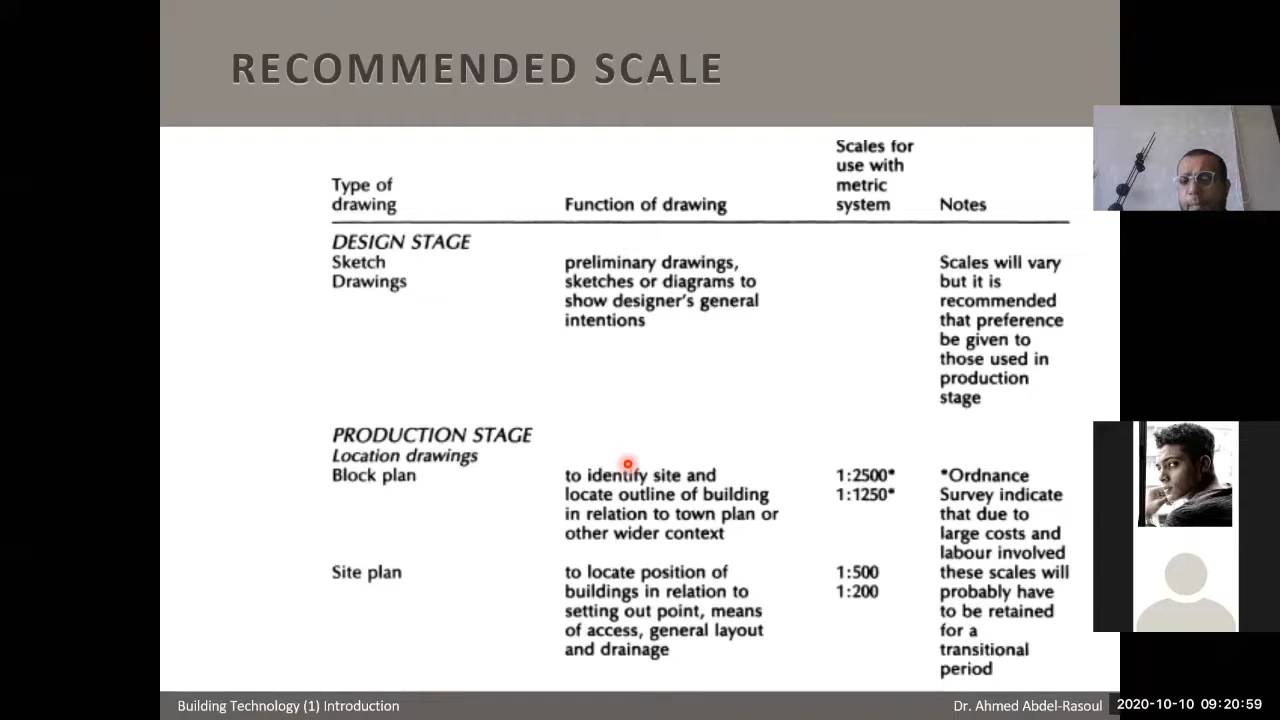 RECOMMENDED SCALE
Type of
drawing
Function of drawing
Scales for
use with
metric
system
Notes
DESIGN STAGE
Sketch
Drawings
preliminary drawings,
sketches or diagrams to
show designer's general
intentions
Scales will vary
but it is
recommended
that preference
be given to
those used in
production
stage
PRODUCTION STAGE
Location drawings
Block plan
to identify site and
locate outline of building
in relation to town plan or
other wider context
1:2500*
1:1250*
*Ordnance
Survey indicate
that due to
large costs and
labour involved
these scales will
probably have
to be retained
for a
transitional
period
Site plan
to locate position of
buildings in relation to
setting out point, means
of access, general layout
and drainage
1:500
1:200
Building Technology (1) Introduction
Dr. Ahmed Abdel-Rasoul
2020-10-10 09:20:59